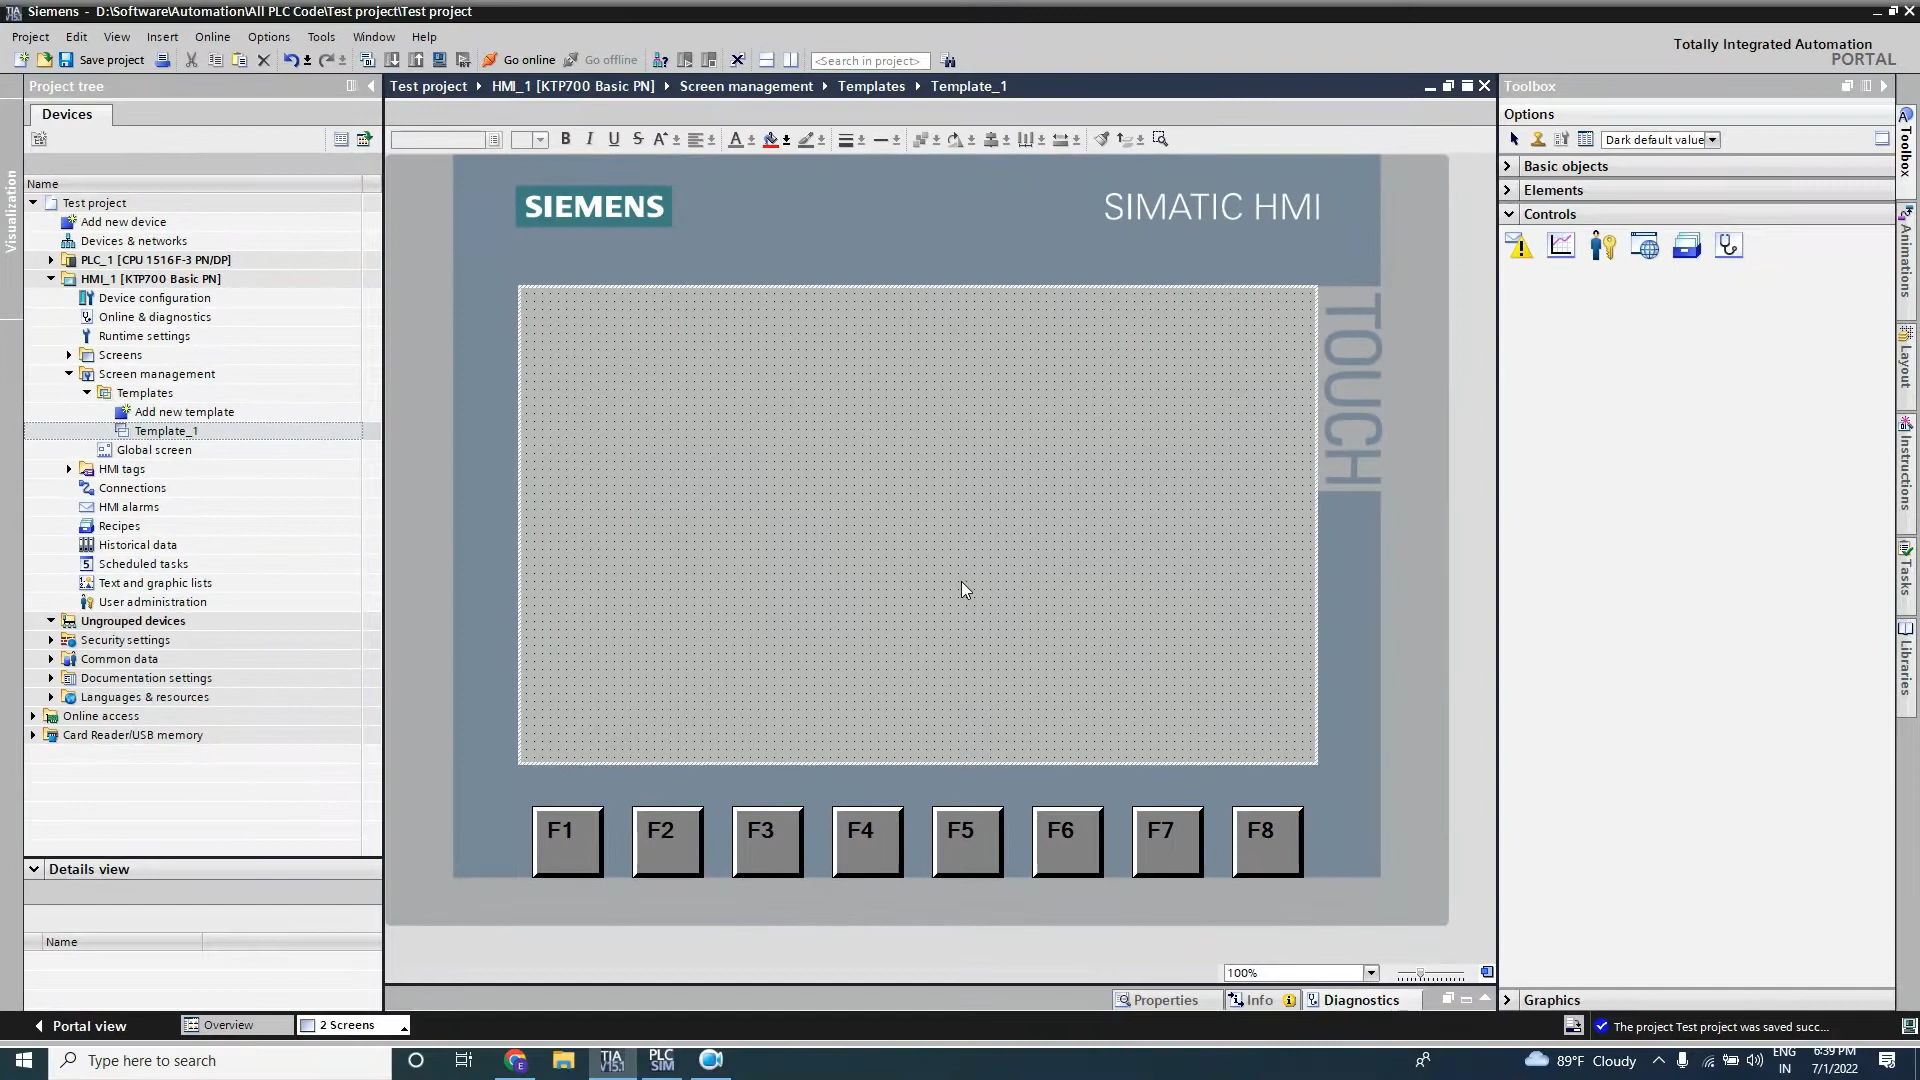 Siemens - D:\Software\Automation\All PLC Code\Test project\Test project
Project Edit View Insert Online Options Tools Window Help
Totally Integrated Automation
PORTAL
Save project
Go online
Go offline
<Search in project>
Project tree
Test project HMI_1 [KTP700 Basic PN] Screen management Templates Template_1
Toolbox
Devices
Options
B I U S A A
Dark default value
Basic objects
Elements
Controls
Name
Test project
Add new device
Devices & networks
PLC_1 [CPU 1516F-3 PN/DP]
HMI_1 [KTP700 Basic PN]
Device configuration
Online & diagnostics
Runtime settings
Screens
Screen management
Templates
Add new template
Template_1
Global screen
HMI tags
Connections
HMI alarms
Recipes
Historical data
Scheduled tasks
Text and graphic lists
User administration
Ungrouped devices
Security settings
Common data
Documentation settings
Languages & resources
Online access
Card Reader/USB memory
SIEMENS
SIMATIC HMI
TOUCH
F1 F2 F3 F4 F5 F6 F7 F8
Visualization
Toolbox
Animations
Layout
Instructions
Tasks
Libraries
Details view
Name
100%
Properties Info Diagnostics
Graphics
Portal view Overview 2 Screens
The project Test project was saved succ...
Type here to search
TIA V15.1
PLC SIM
89°F Cloudy
ENG
IN
6:39 PM
7/1/2022